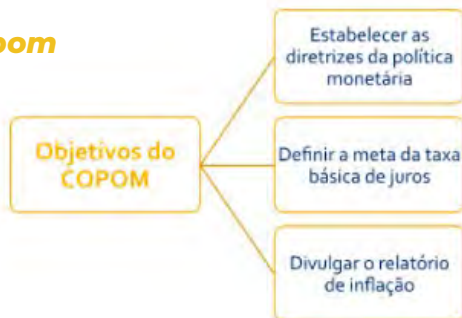 Estabelecer as
diretrizes da política
monetária
Objetivos do
COPOM
Definir a meta da taxa
básica de juros
Divulgar o relatório
de inflação